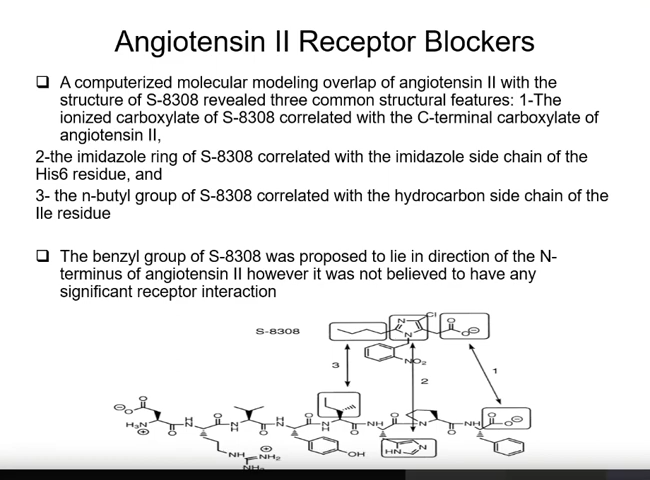 Angiotensin II Receptor Blockers
❑ A computerized molecular modeling overlap of angiotensin II with the
structure of S-8308 revealed three common structural features: 1-The
ionized carboxylate of S-8308 correlated with the C-terminal carboxylate of
angiotensin II,
2-the imidazole ring of S-8308 correlated with the imidazole side chain of the
His6 residue, and
3- the n-butyl group of S-8308 correlated with the hydrocarbon side chain of the
Ile residue
❑ The benzyl group of S-8308 was proposed to lie in direction of the N-
terminus of angiotensin II however it was not believed to have any
significant receptor interaction
S-8308
N
Cl
O
O
N
NO₂
3
2
1
O
O
H₃N
O
H
N
N
H
O
O
H
N
N
H
O
O
NH
O
N
O
NH
O
O
NH
NH₂
NH₂
OH
HN
N